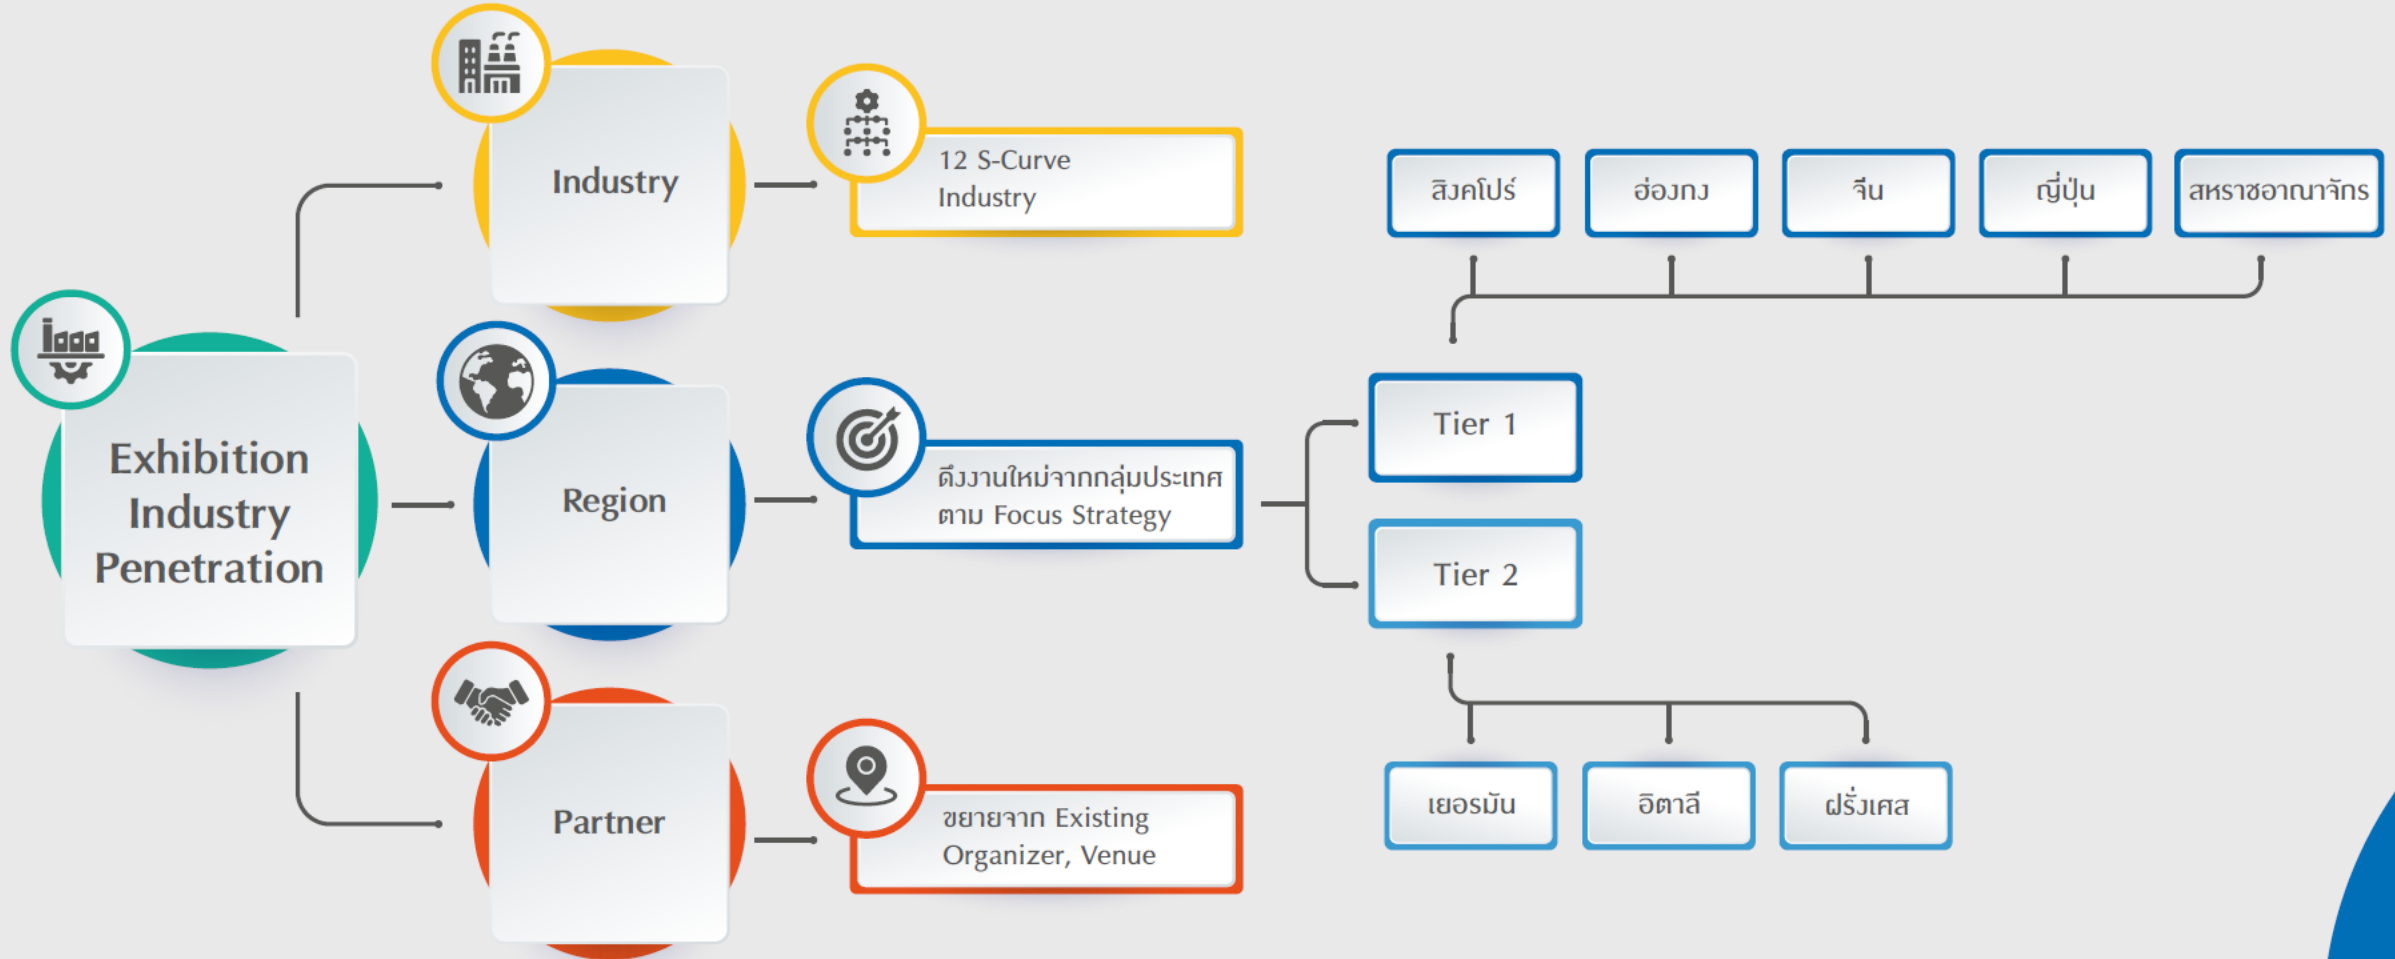 Exhibition
Industry
Penetration
Industry
12 S-Curve
Industry
Region
ดึงงานใหม่จากกลุ่มประเทศ
ตาม Focus Strategy
Tier 1
สิงคโปร์
ฮ่องกง
จีน
ญี่ปุ่น
สหราชอาณาจักร
Tier 2
เยอรมัน
อิตาลี
ฝรั่งเศส
Partner
ขยายจาก Existing
Organizer, Venue